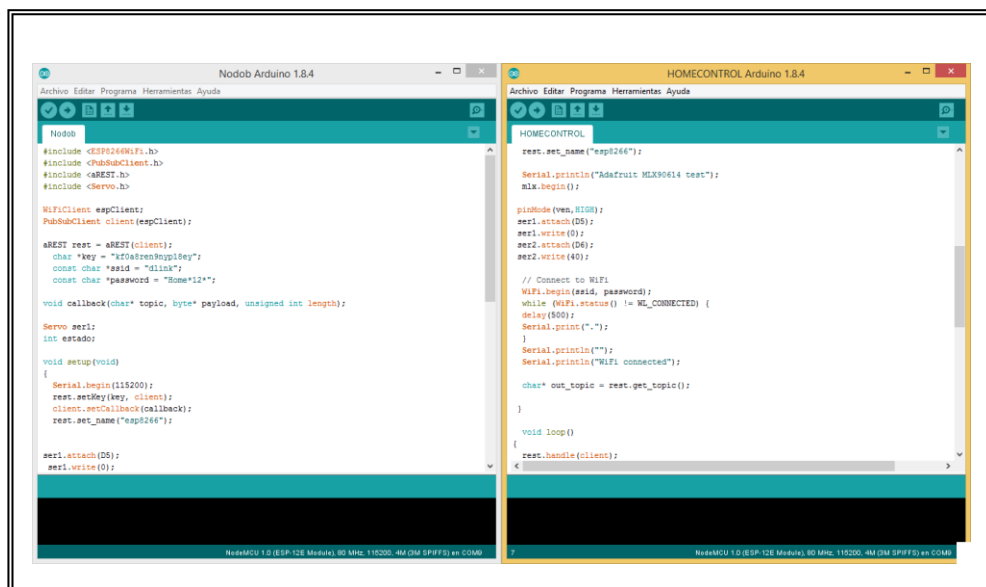 Nodob Arduino 1.8.4
Archivo Editar Programa Herramientas Ayuda
Nodob
#include <ESP8266WiFi.h>
#include <PubSubClient.h>
#include <aREST.h>
#include <Servo.h>
WiFiClient espClient;
PubSubClient client(espClient);
aREST rest = aREST(client);
char *key = "kf0a8ren9nyp18ey";
const char *ssid = "dlink";
const char *password = "Home*12*";
void callback(char* topic, byte* payload, unsigned int length);
Servo ser1;
int estado;
void setup(void)
{
Serial.begin(115200);
rest.setKey(key, client);
client.setCallback(callback);
rest.set_name("esp8266");
ser1.attach(D5);
ser1.write(0);
NodeMCU 1.0 (ESP-12E Module), 80 MHz, 115200, 4M (3M SPIFFS) en COM9
HOMECONTROL Arduino 1.8.4
Archivo Editar Programa Herramientas Ayuda
HOMECONTROL
rest.set_name("esp8266");
Serial.println("Adafruit MLX90614 test");
mlx.begin();
pinMode(ven,HIGH);
ser1.attach(D5);
ser1.write(0);
ser2.attach(D6);
ser2.write(40);
// Connect to WiFi
WiFi.begin(ssid, password);
while (WiFi.status() != WL_CONNECTED) {
delay(500);
Serial.print(".");
}
Serial.println("");
Serial.println("WiFi connected");
char* out_topic = rest.get_topic();
}
void loop()
{
rest.handle(client);
7
NodeMCU 1.0 (ESP-12E Module), 80 MHz, 115200, 4M (3M SPIFFS) en COM9